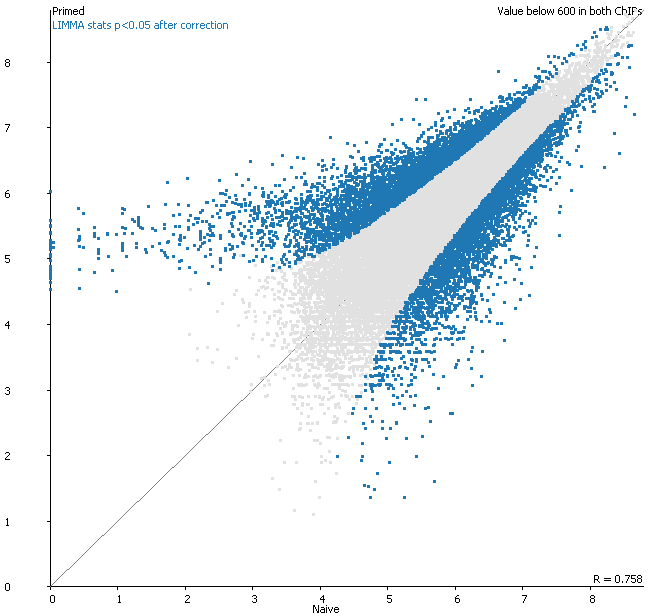 Primed
Value below 600 in both ChIPs
LIMMA stats p<0.05 after correction
8
7
6
5
4
3
2
1
0
R = 0.758
0 1 2 3 4 5 6 7 8
Naive